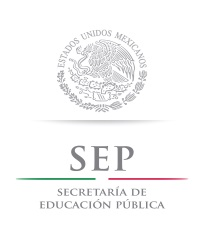 ESTADOS UNIDOS MEXICANOS
SEP
SECRETARÍA DE
EDUCACIÓN PÚBLICA